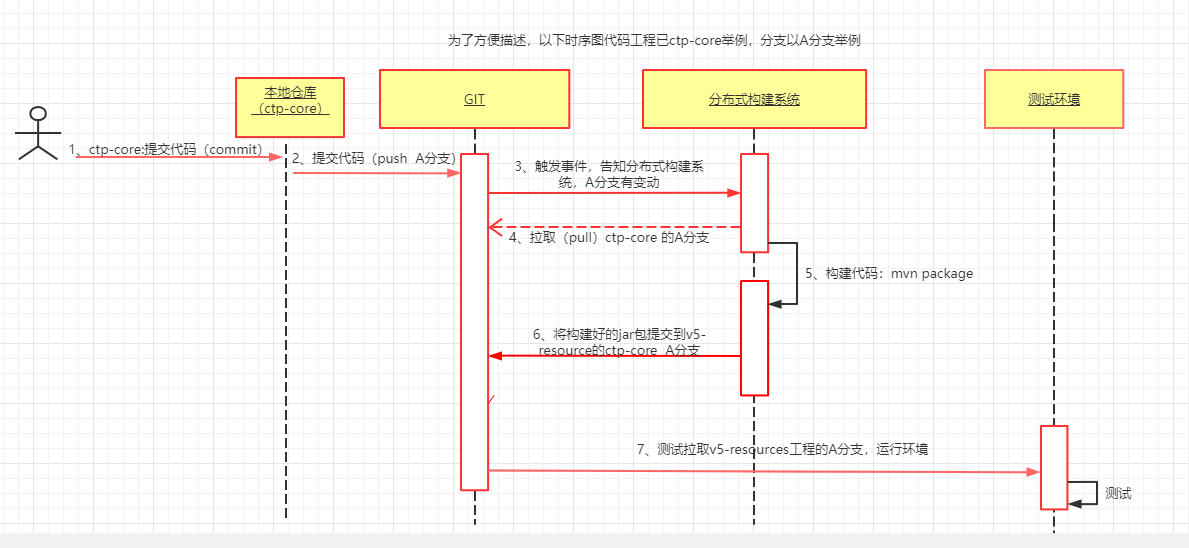 为了方便描述，以下时序图代码工程已ctp-core举例，分支以A分支举例
本地仓库
（ctp-core）
GIT
分布式构建系统
测试环境
1、ctp-core:提交代码（commit）
2、提交代码（push  A分支）
3、触发事件，告知分布式构建系
统，A分支有变动
4、拉取（pull）ctp-core 的A分支
5、构建代码：mvn package
6、将构建好的jar包提交到v5-
resource的ctp-core  A分支
7、测试拉取v5-resources工程的A分支，运行环境
测试